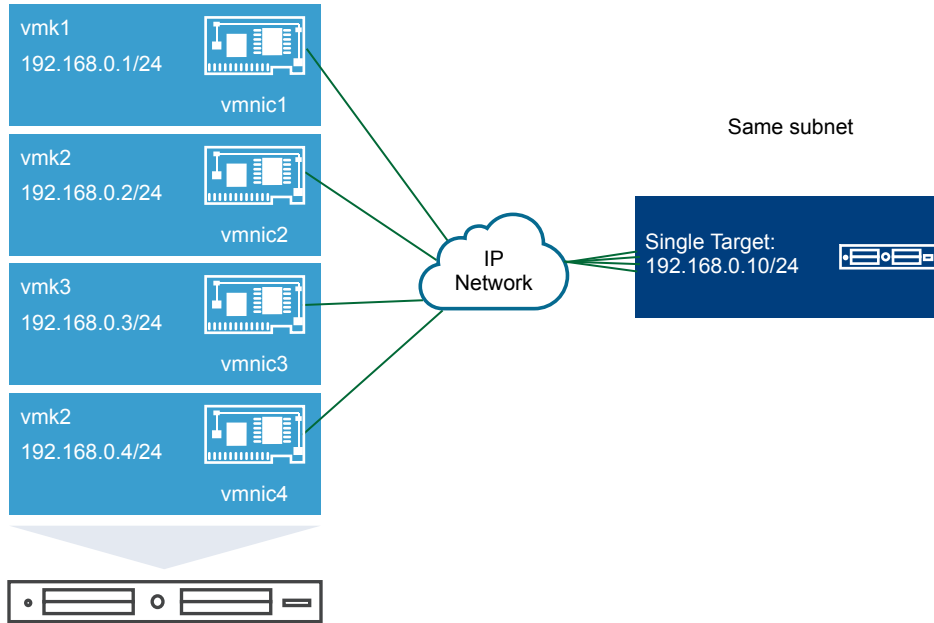 vmk1
192.168.0.1/24
vmnic1
vmk2
192.168.0.2/24
vmnic2
vmk3
192.168.0.3/24
vmnic3
vmk2
192.168.0.4/24
vmnic4
IP
Network
Same subnet
Single Target:
192.168.0.10/24